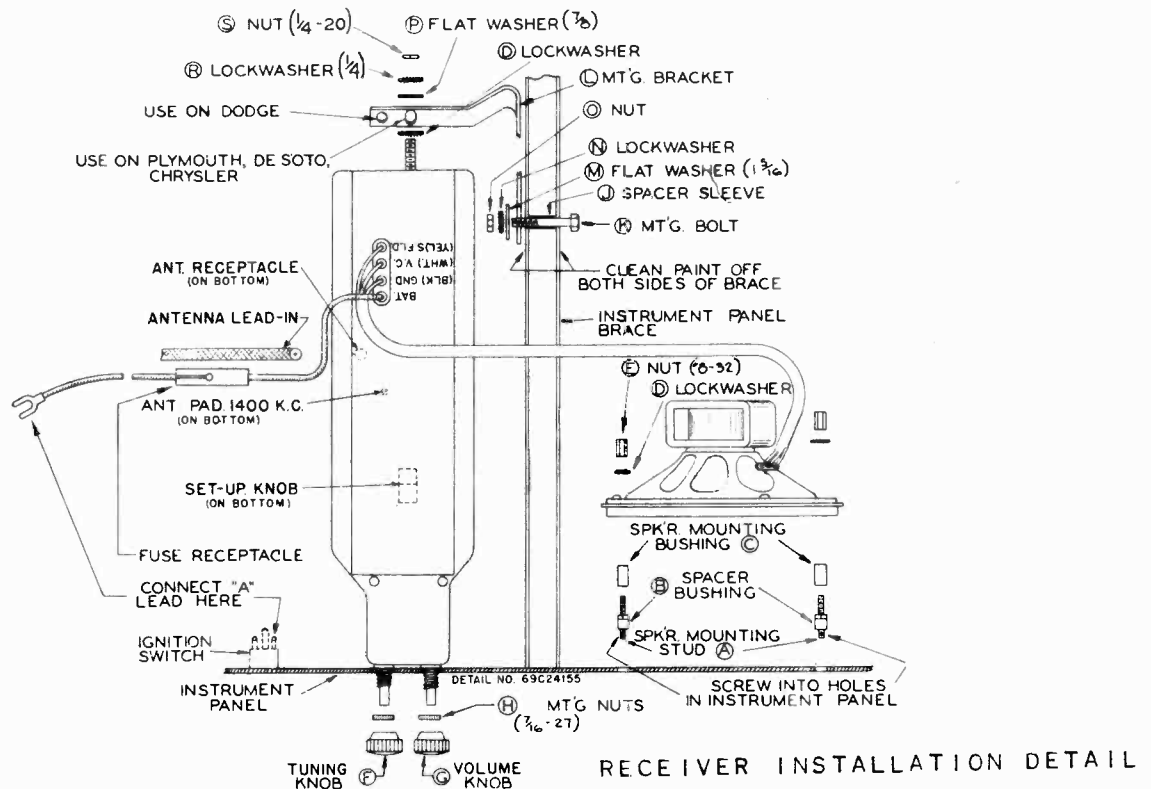 Ⓢ NUT (1/4-20)
Ⓟ FLAT WASHER (7/8)
Ⓓ LOCKWASHER
Ⓡ LOCKWASHER (1/4)
Ⓛ MT'G. BRACKET
USE ON DODGE
Ⓞ NUT
USE ON PLYMOUTH, DE SOTO,
CHRYSLER
Ⓝ LOCKWASHER
Ⓜ FLAT WASHER (1 5/16)
Ⓙ SPACER SLEEVE
Ⓚ MT'G. BOLT
(YEL) S FLD.
(WHT.) V.C.
(BLK) GND
BAT.
ANT. RECEPTACLE
(ON BOTTOM)
CLEAN PAINT OFF
BOTH SIDES OF BRACE
ANTENNA LEAD-IN
INSTRUMENT PANEL
BRACE
Ⓔ NUT (#8-32)
Ⓓ LOCKWASHER
ANT. PAD. 1400 K.C.
(ON BOTTOM)
SET-UP KNOB
(ON BOTTOM)
FUSE RECEPTACLE
SPK'R. MOUNTING
BUSHING Ⓒ
CONNECT "A"
LEAD HERE
Ⓑ SPACER
BUSHING
IGNITION
SWITCH
SPK'R. MOUNTING
STUD Ⓐ
INSTRUMENT
PANEL
DETAIL NO. 69C24155
SCREW INTO HOLES
IN INSTRUMENT PANEL
Ⓗ MT'G NUTS
(7/16-27)
TUNING
KNOB Ⓕ
Ⓖ VOLUME
KNOB
RECEIVER INSTALLATION DETAIL